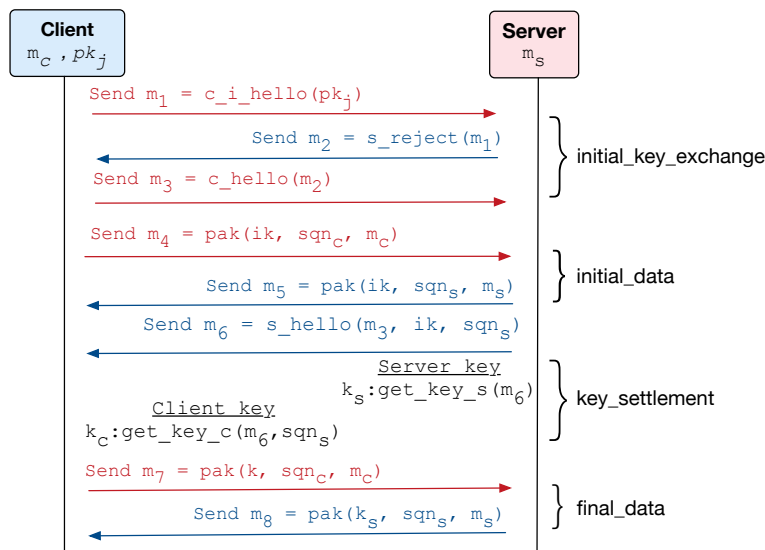 Client
m_c , pk_j
Server
m_s
Send m_1 = c_i_hello(pk_j)
Send m_2 = s_reject(m_1)
initial_key_exchange
Send m_3 = c_hello(m_2)
Send m_4 = pak(ik, sqn_c, m_c)
initial_data
Send m_5 = pak(ik, sqn_s, m_s)
Send m_6 = s_hello(m_3, ik, sqn_s)
Server key
k_s:get_key_s(m_6)
key_settlement
Client key
k_c:get_key_c(m_6,sqn_s)
Send m_7 = pak(k, sqn_c, m_c)
final_data
Send m_8 = pak(k_s, sqn_s, m_s)